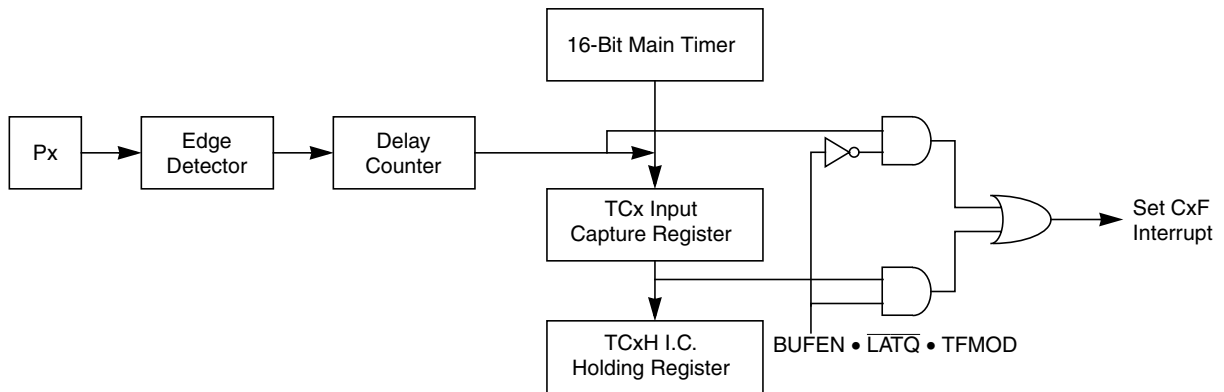 16-Bit Main Timer
Px
Edge
Detector
Delay
Counter
TCx Input
Capture Register
Set CxF
Interrupt
TCxH I.C.
Holding Register
BUFEN • L̅A̅T̅Q̅ • TFMOD